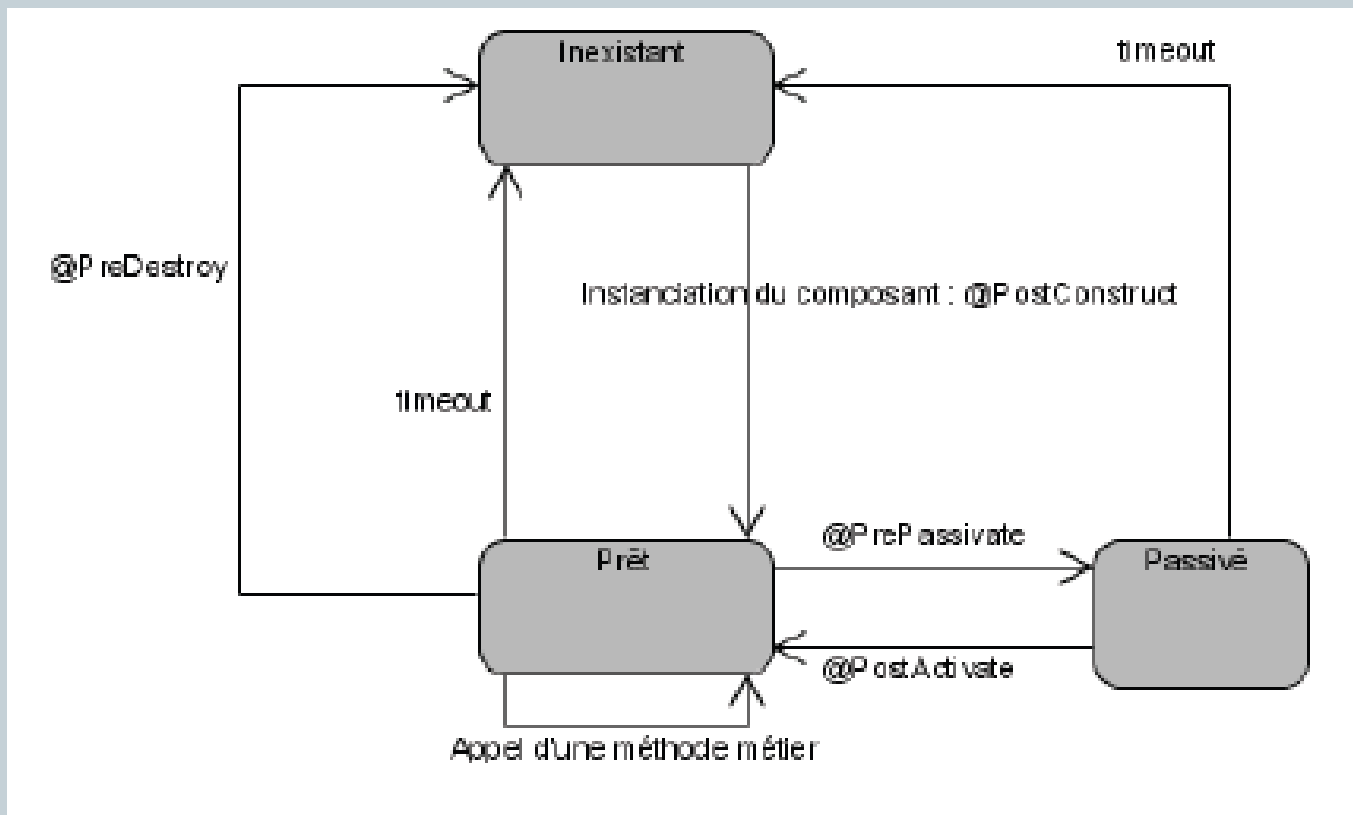 Inexistant
timeout
@PreDestroy
Instanciation du composant : @PostConstruct
timeout
@PrePassivate
Prêt
Passivé
@PostActivate
Appel d'une méthode métier